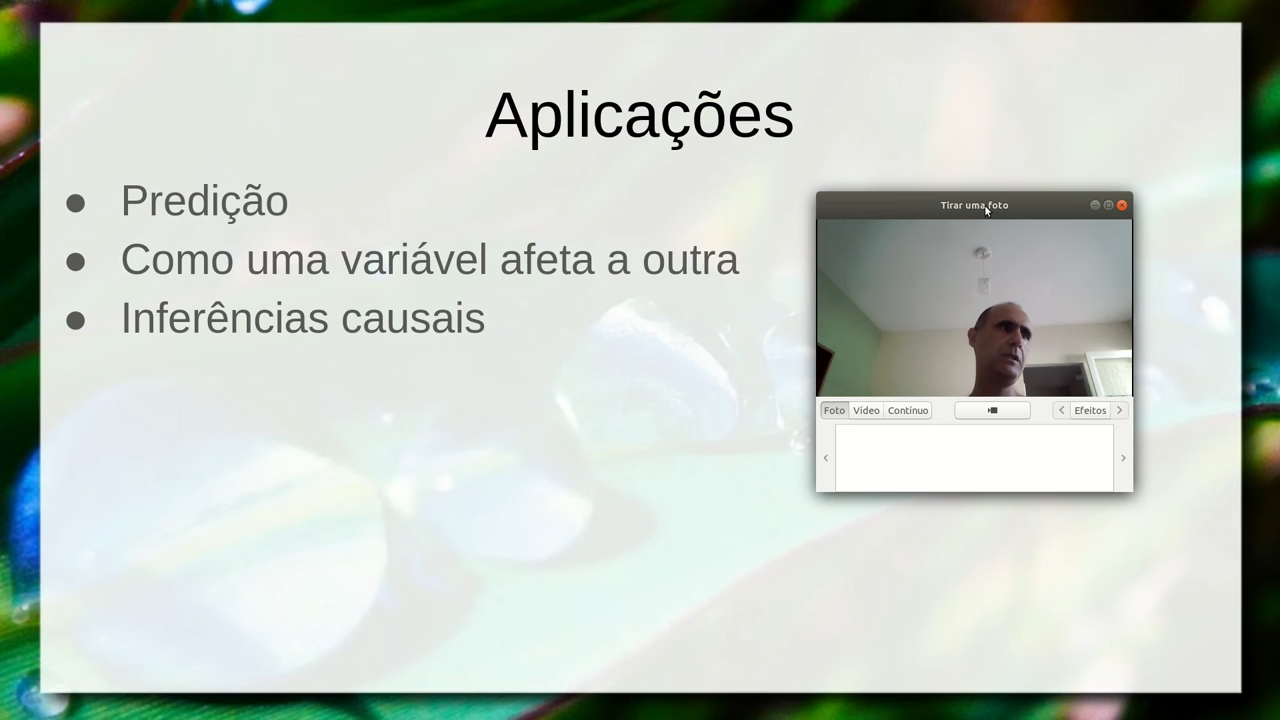 Aplicações
● Predição
● Como uma variável afeta a outra
● Inferências causais
Tirar uma foto
Foto Vídeo Contínuo Efeitos